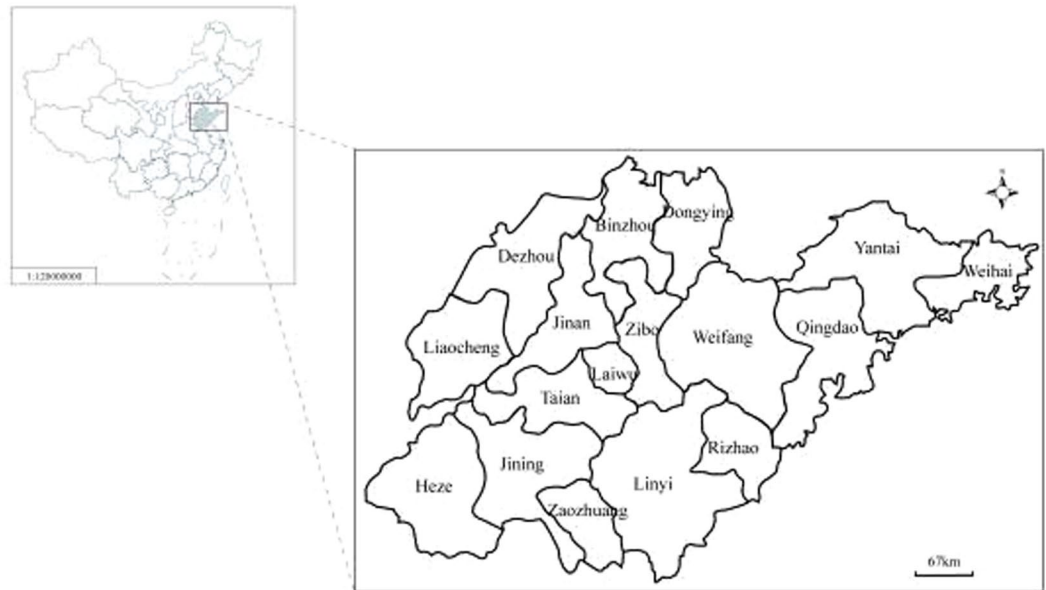 1:128000000
Binzhou
Dongying
Yantai
Dezhou
Weihai
Jinan
Zibo
Weifang
Qingdao
Liaocheng
Laiwu
Taian
Rizhao
Jining
Heze
Linyi
Zaozhuang
67km